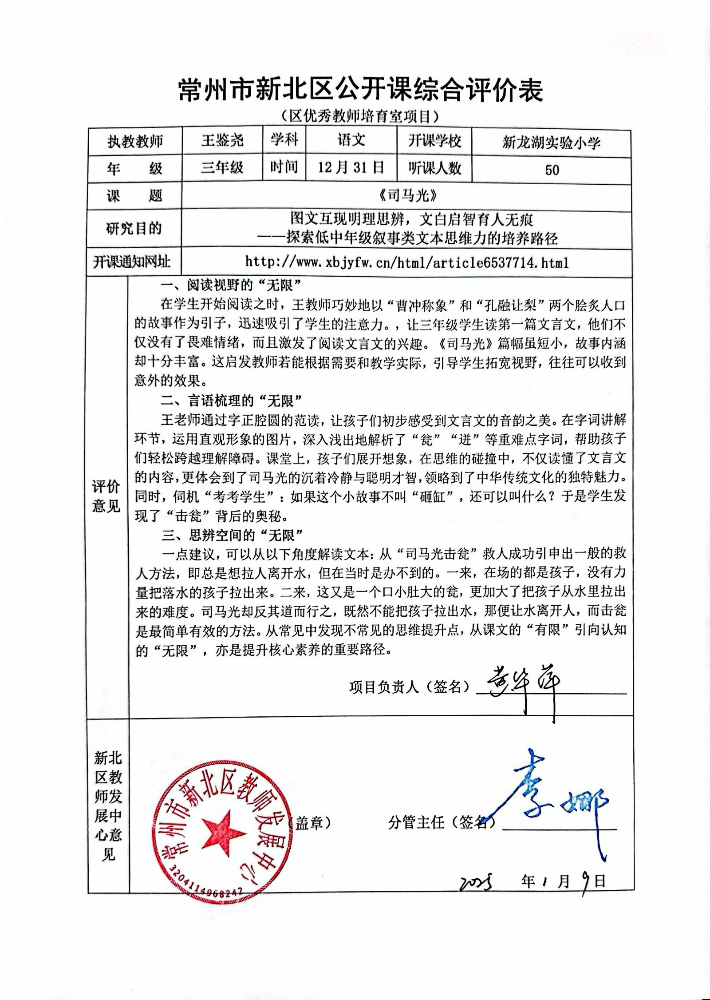 常州市新北区公开课综合评价表
（区优秀教师培育室项目）
执教教师 王鉴尧 学科 语文 开课学校 新龙湖实验小学
年 级 三年级 时间 12月31日 听课人数 50
课 题 《司马光》
研究目的 图文互现明理思辨，文白启智育人无痕
——探索低中年级叙事类文本思维力的培养路径
开课通知网址 http://www.xbjyfw.cn/html/article6537714.html
评价
意见
一、阅读视野的“无限”
在学生开始阅读之时，王教师巧妙地以“曹冲称象”和“孔融让梨”两个脍炙人口
的故事作为引子，迅速吸引了学生的注意力。，让三年级学生读第一篇文言文，他们不
仅没有了畏难情绪，而且激发了阅读文言文的兴趣。《司马光》篇幅虽短小，故事内涵
却十分丰富。这启发教师若能根据需要和教学实际，引导学生拓宽视野，往往可以收到
意外的效果。
二、言语梳理的“无限”
王老师通过字正腔圆的范读，让孩子们初步感受到文言文的音韵之美。在字词讲解
环节，运用直观形象的图片，深入浅出地解析了“瓮”“迸”等重难点字词，帮助孩子
们轻松跨越理解障碍。课堂上，孩子们展开想象，在思维的碰撞中，不仅读懂了文言文
的内容，更体会到了司马光的沉着冷静与聪明才智，领略到了中华传统文化的独特魅力。
同时，伺机“考考学生”：如果这个小故事不叫“砸缸”，还可以叫什么？于是学生发
现了“击瓮”背后的奥秘。
三、思辨空间的“无限”
一点建议，可以从以下角度解读文本：从“司马光击瓮”救人成功引申出一般的救
人方法，即总是想拉人离开水，但在当时是办不到的。一来，在场的都是孩子，没有力
量把落水的孩子拉出来。二来，这又是一个口小肚大的瓮，更加大了把孩子从水里拉出
来的难度。司马光却反其道而行之，既然不能把孩子拉出水，那便让水离开人，而击瓮
是最简单有效的方法。从常见中发现不常见的思维提升点，从课文的“有限”引向认知
的“无限”，亦是提升核心素养的重要路径。
项目负责人（签名）黄华萍
新北
区教
师发
展中
心意
见
常州市新北区教师发展中心
3204114968242
（盖章） 分管主任（签名）李娜
2025 年 1 月 9 日